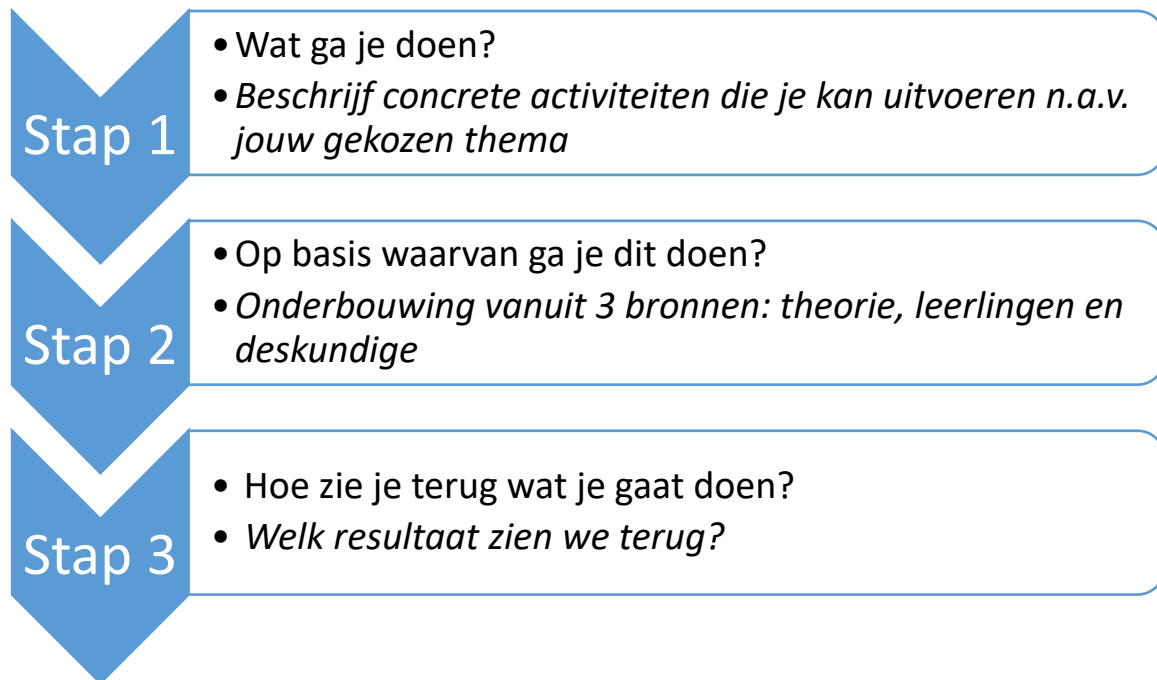 Stap 1
•Wat ga je doen?
•Beschrijf concrete activiteiten die je kan uitvoeren n.a.v.
jouw gekozen thema
Stap 2
•Op basis waarvan ga je dit doen?
•Onderbouwing vanuit 3 bronnen: theorie, leerlingen en
deskundige
Stap 3
• Hoe zie je terug wat je gaat doen?
• Welk resultaat zien we terug?